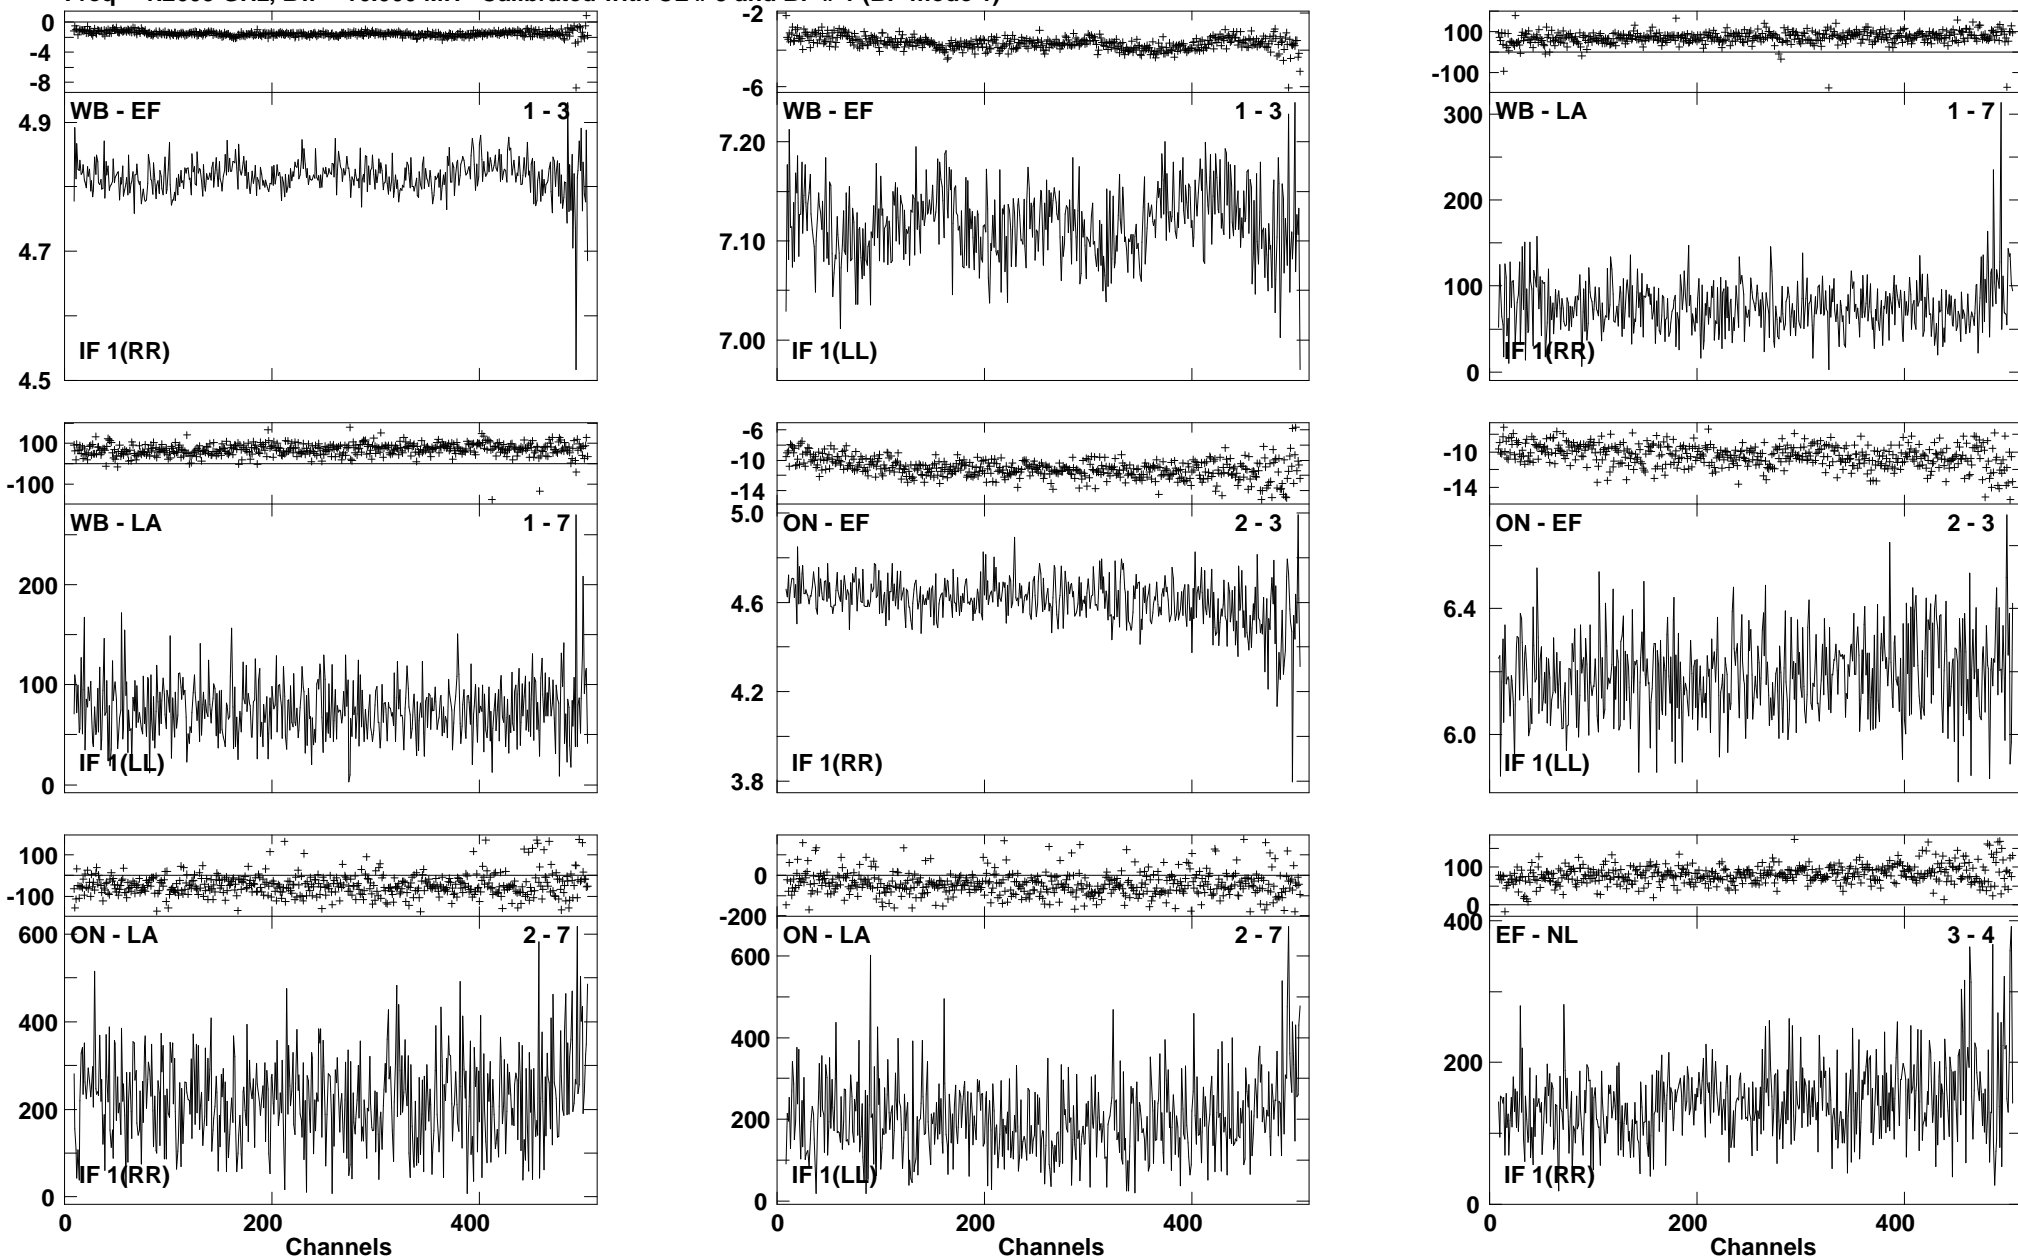 0
-4
-8
WB - EF 1 - 3
4.9
4.7
4.5
IF 1(RR)
-2
-6
WB - EF 1 - 3
7.20
7.10
7.00
IF 1(LL)
100
-100
WB - LA 1 - 7
300
200
100
0
IF 1(RR)
100
-100
WB - LA 1 - 7
200
100
0
IF 1(LL)
-6
-10
-14
ON - EF 2 - 3
5.0
4.6
4.2
3.8
IF 1(RR)
-10
-14
ON - EF 2 - 3
6.4
6.0
IF 1(LL)
100
-100
ON - LA 2 - 7
600
400
200
0
IF 1(RR)
0 200 400
Channels
0
-200
ON - LA 2 - 7
600
400
200
0
IF 1(LL)
200 400
Channels
100
0
EF - NL 3 - 4
400
200
0
IF 1(RR)
0 200 400
Channels